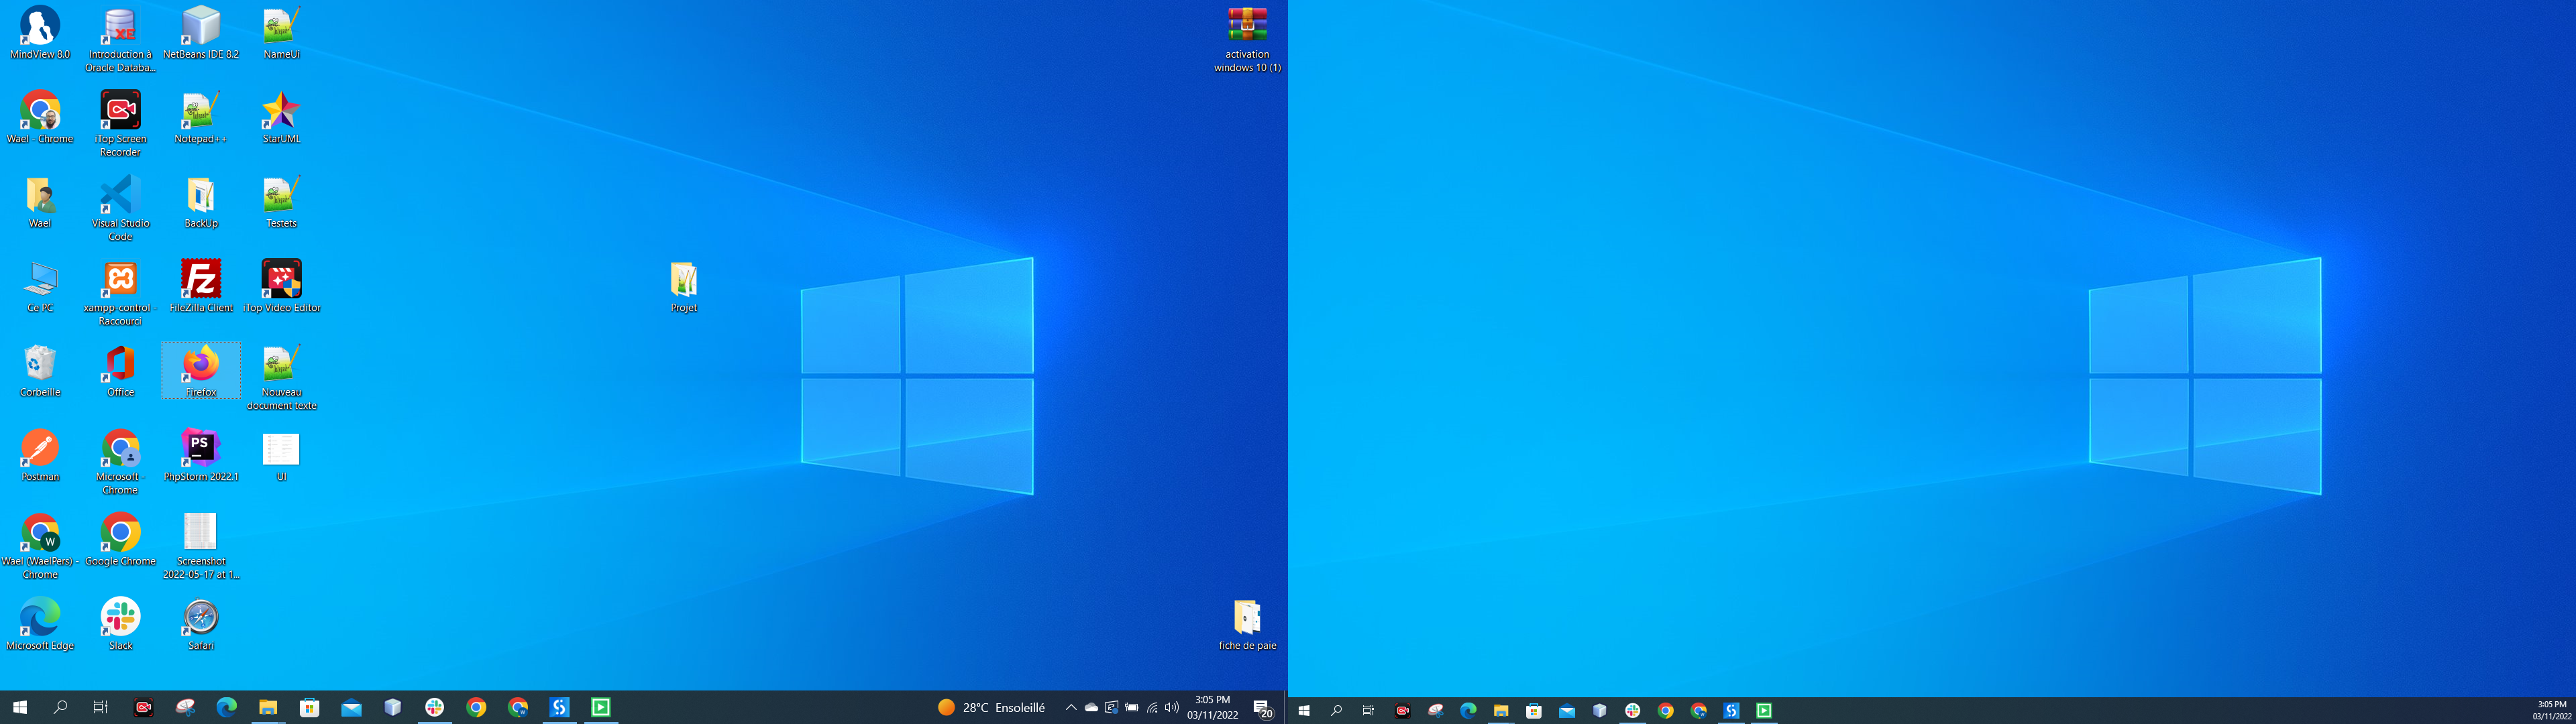 MindView 8.0
Introduction à
Oracle Databa...
NetBeans IDE 8.2
NameUi
activation
windows 10 (1)
Wael - Chrome
iTop Screen
Recorder
Notepad++
StarUML
Wael
Visual Studio
Code
BackUp
Testets
Ce PC
xampp-control -
Raccourci
FileZilla Client
iTop Video Editor
Projet
Corbeille
Office
Firefox
Nouveau
document texte
Postman
Microsoft -
Chrome
PhpStorm 2022.1
UI
Wael (WaelPers) -
Chrome
Google Chrome
Screenshot
2022-05-17 at 1...
Microsoft Edge
Slack
Safari
fiche de paie
28°C Ensoleillé
3:05 PM
03/11/2022
20
3:05 PM
03/11/2022